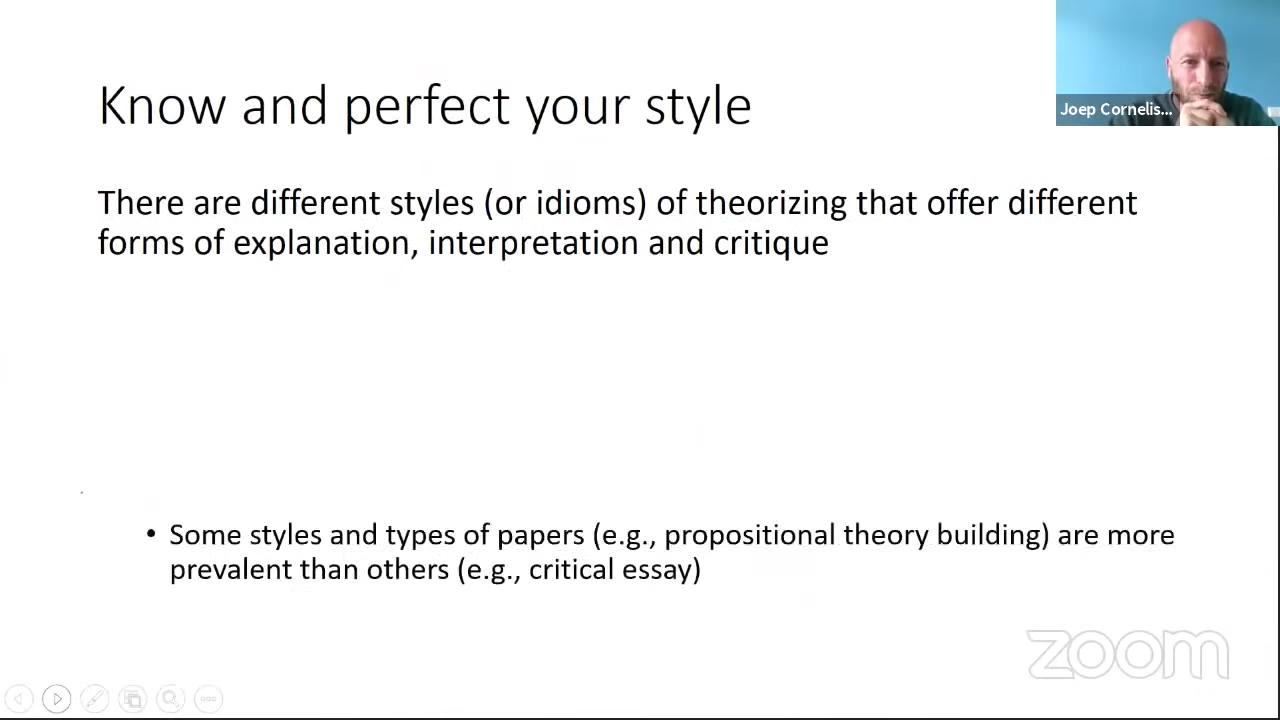 Know and perfect your style
Joep Cornelis...
There are different styles (or idioms) of theorizing that offer different
forms of explanation, interpretation and critique
• Some styles and types of papers (e.g., propositional theory building) are more
prevalent than others (e.g., critical essay)
zoom